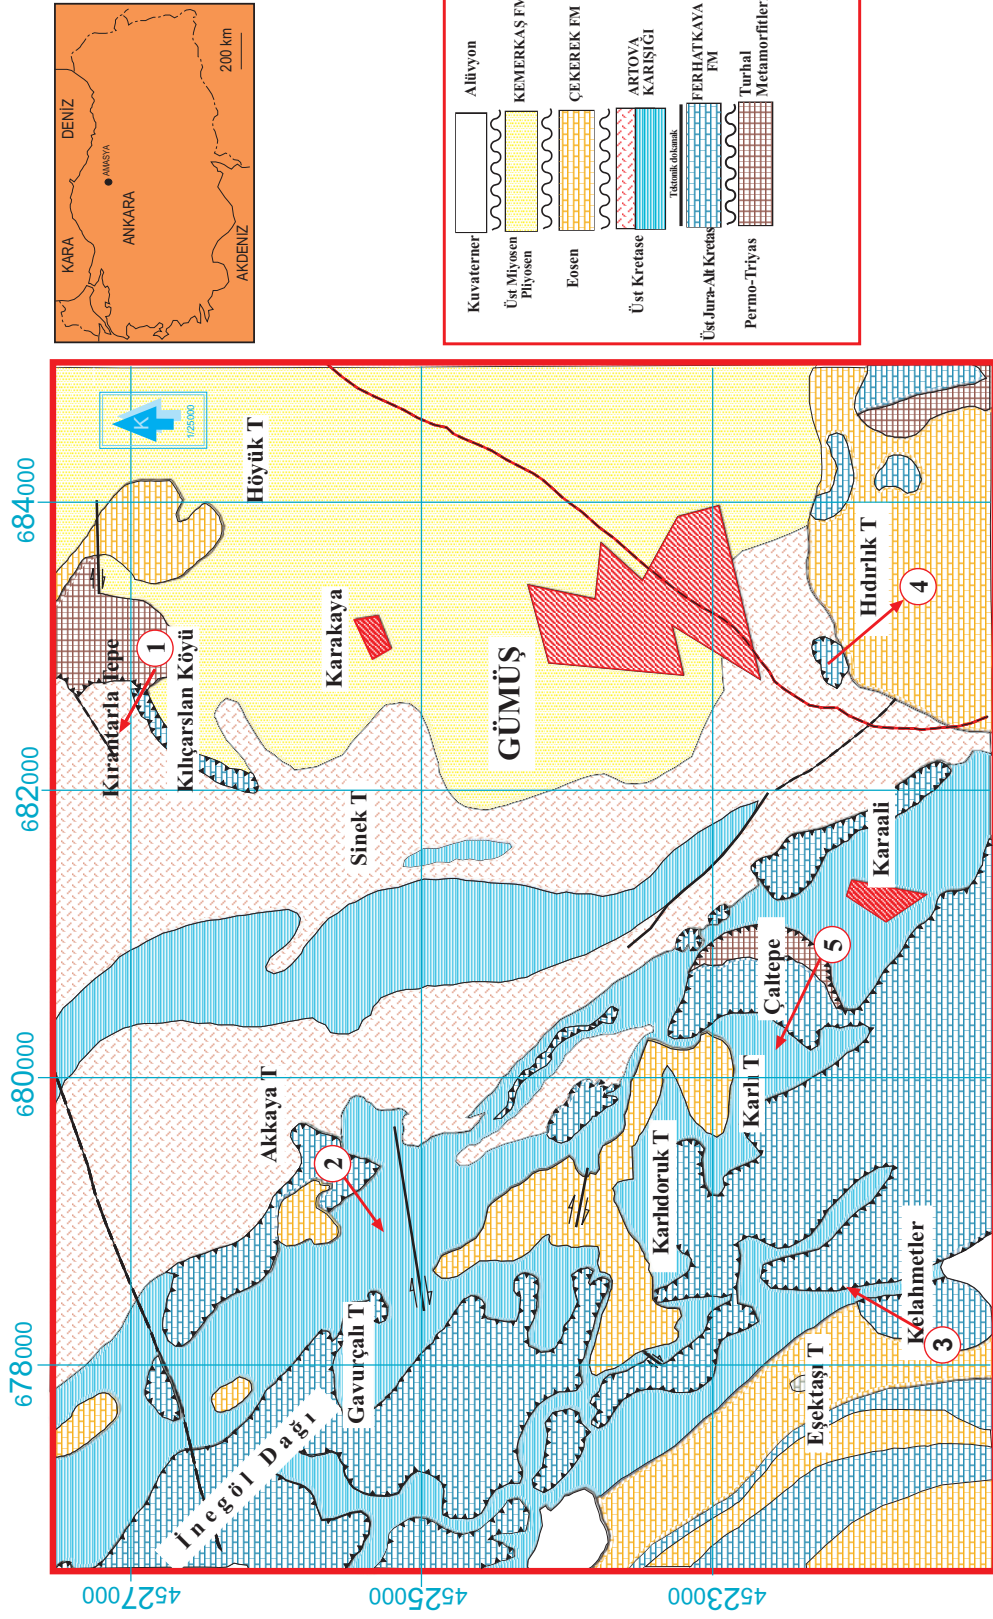 KARA
DENİZ
AMASYA
ANKARA
AKDENİZ
200 km
Kuvaterner
Alüvyon
Üst Miyosen
Pliyosen
KEMERKAŞ FM
Eosen
ÇEKEREK FM
Üst Kretase
ARTOVA
KARIŞIĞI
Tektonik dokanak
Üst Jura-Alt Kretas
FERHATKAYA
FM
Permo-Triyas
Turhal
Metamorfitler
678000
680000
682000
684000
4527000
4525000
4523000
K
1/25000
Höyük T
Kırantarla Tepe
1
Kılıçarslan Köyü
Karakaya
GÜMÜŞ
Sinek T
Hıdırlık T
4
Akkaya T
2
İnegöl Dağı
Gavurçalı T
Karlıdoruk T
Karlı T
Çaltepe
5
Karaali
Eşektaşı T
Kelahmetler
3